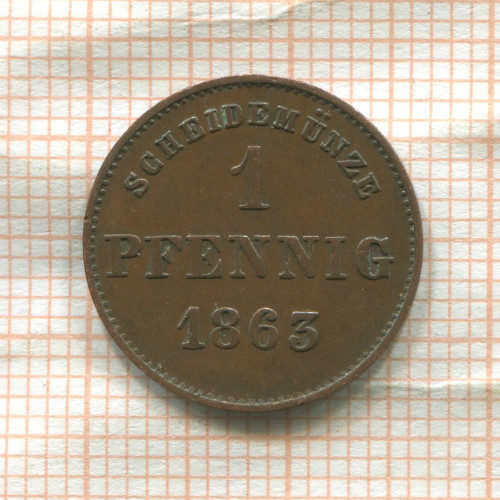 SCHEIDEMÜNZE
1
PFENNIG
1863